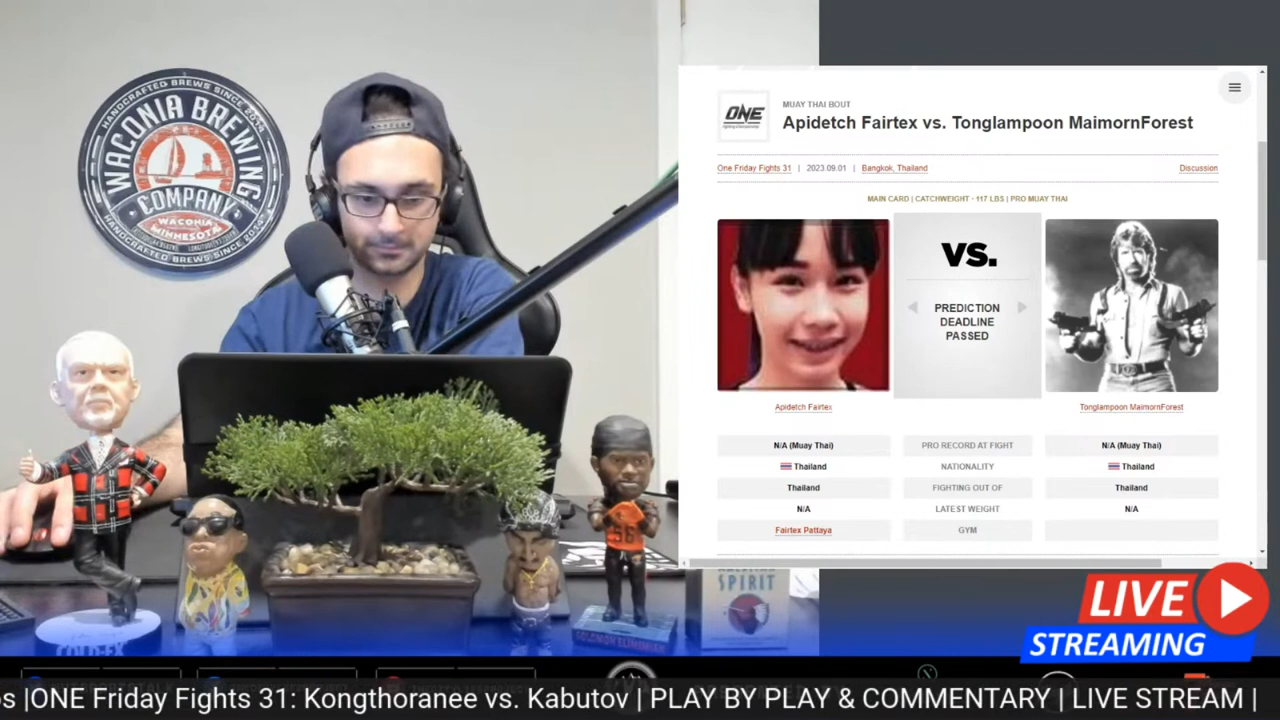 HANDCRAFTED BREWS SINCE 2014
WACONIA BREWING
COMPANY
WACONIA
MINNESOTA
HANDCRAFTED BREWS SINCE
ONE
MUAY THAI BOUT
Apidetch Fairtex vs. Tonglampoon MaimornForest
One Friday Fights 31 | 2023.09.01 | Bangkok, Thailand Discussion
MAIN CARD | CATCHWEIGHT · 117 LBS | PRO MUAY THAI
VS.
PREDICTION
DEADLINE
PASSED
Apidetch Fairtex Tonglampoon MaimornForest
N/A (Muay Thai) PRO RECORD AT FIGHT N/A (Muay Thai)
Thailand NATIONALITY Thailand
Thailand FIGHTING OUT OF Thailand
N/A LATEST WEIGHT N/A
Fairtex Pattaya GYM
56
SPIRIT
SOLOMON ELIMIMIAN
LIVE
STREAMING
s |ONE Friday Fights 31: Kongthoranee vs. Kabutov | PLAY BY PLAY & COMMENTARY | LIVE STREAM |